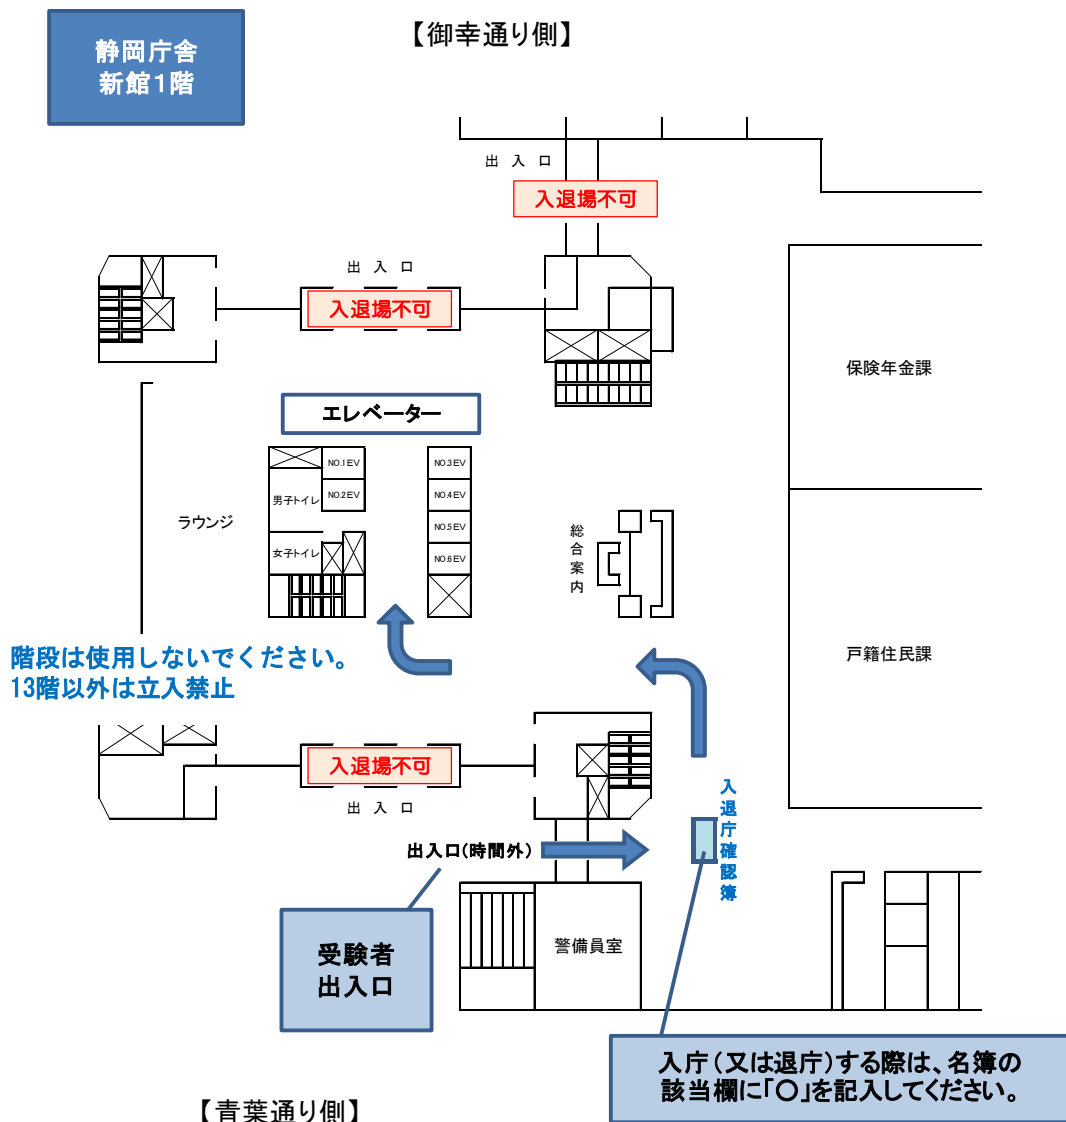 静岡庁舎
新館1階
【御幸通り側】
出 入 口
入退場不可
出 入 口
入退場不可
保険年金課
エレベーター
NO.1EV
NO.3EV
男子トイレ
NO.2EV
NO.4EV
ラウンジ
NO.5EV
総合案内
女子トイレ
NO.6EV
階段は使用しないでください。
13階以外は立入禁止
戸籍住民課
入退場不可
出 入 口
入退庁確認簿
出入口(時間外)
受験者
出入口
警備員室
入庁(又は退庁)する際は、名簿の
該当欄に「○」を記入してください。
【青葉通り側】